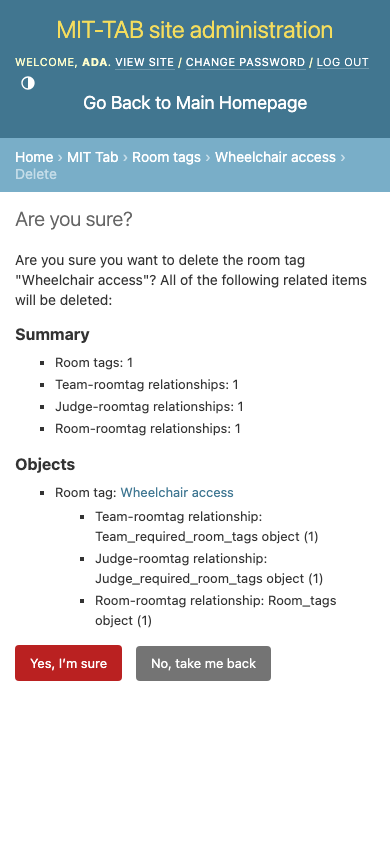 MIT-TAB site administration
WELCOME, ADA. VIEW SITE / CHANGE PASSWORD / LOG OUT
Go Back to Main Homepage
Home › MIT Tab › Room tags › Wheelchair access ›
Delete
Are you sure?
Are you sure you want to delete the room tag
"Wheelchair access"? All of the following related items
will be deleted:
Summary
Room tags: 1
Team-roomtag relationships: 1
Judge-roomtag relationships: 1
Room-roomtag relationships: 1
Objects
Room tag: Wheelchair access
Team-roomtag relationship:
Team_required_room_tags object (1)
Judge-roomtag relationship:
Judge_required_room_tags object (1)
Room-roomtag relationship: Room_tags
object (1)
Yes, I'm sure
No, take me back